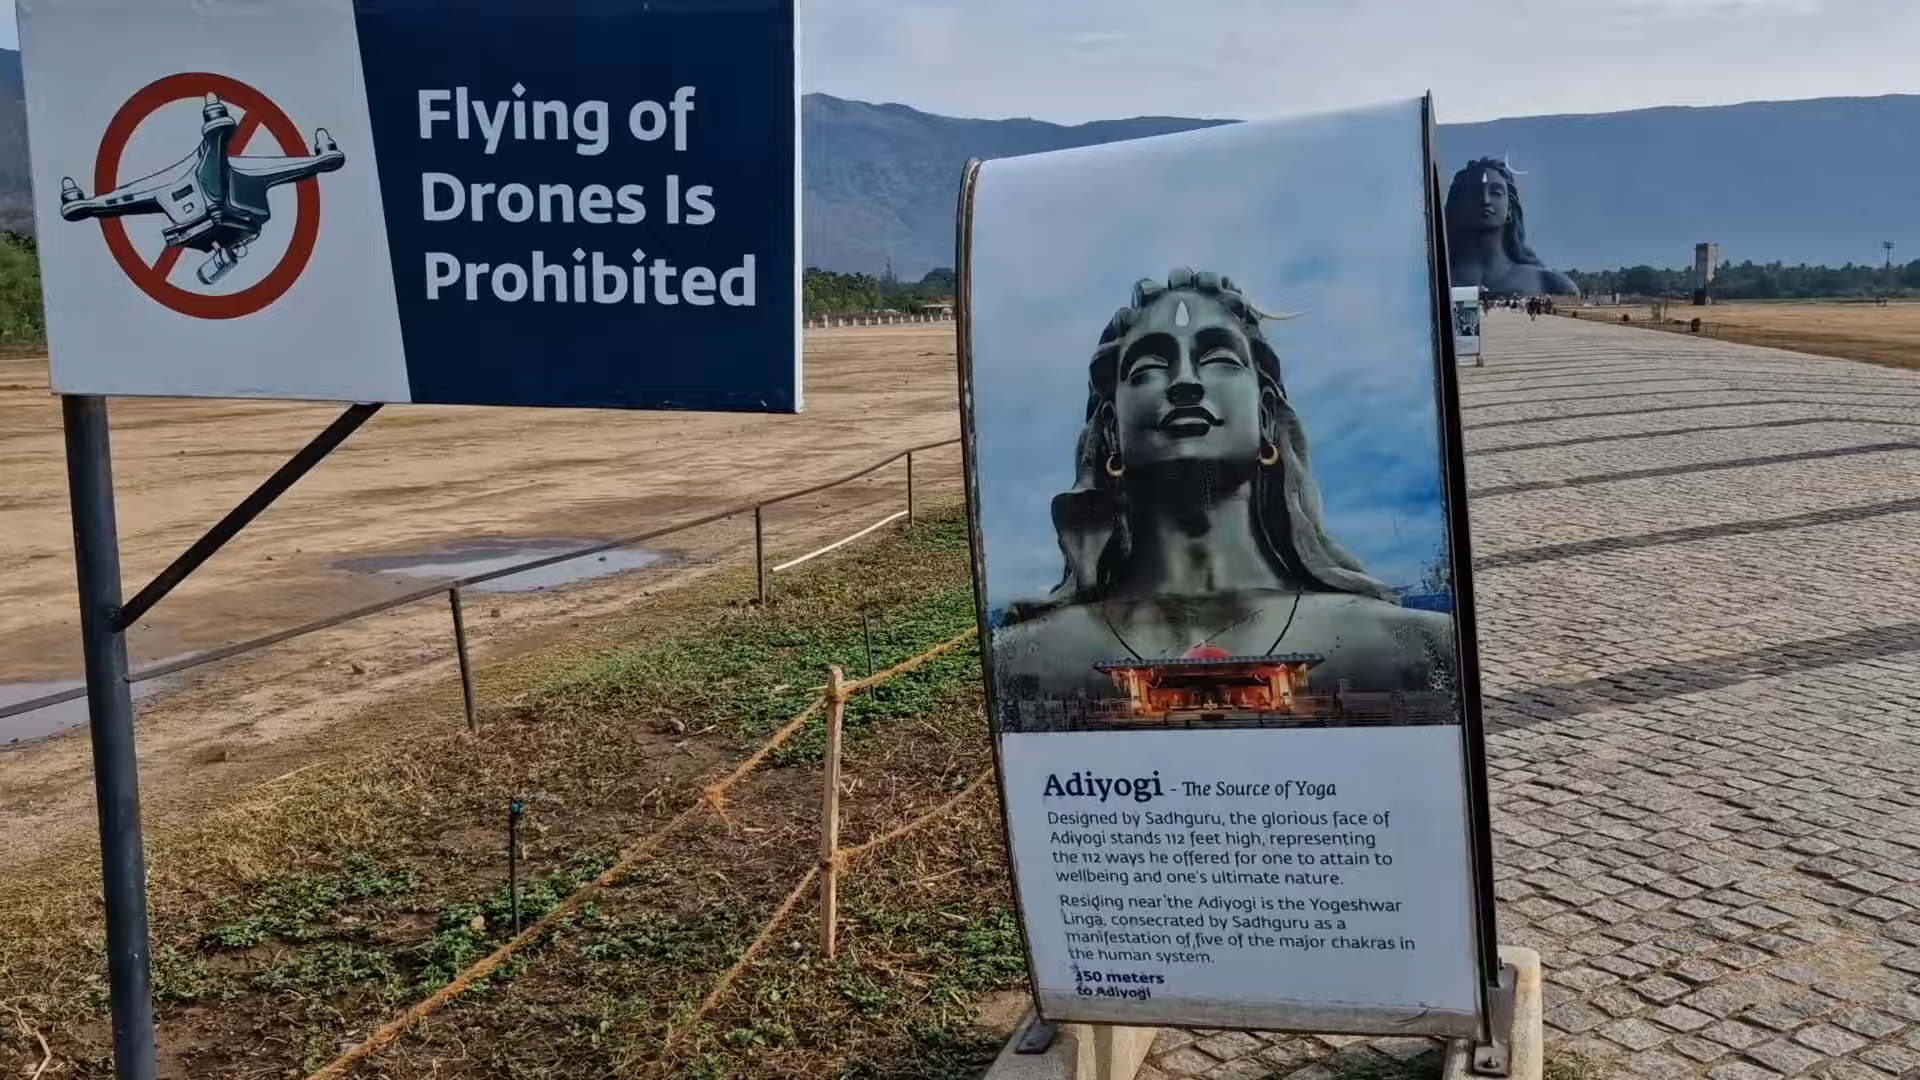 Flying of
Drones Is
Prohibited
Adiyogi - The Source of Yoga
Designed by Sadhguru, the glorious face of
Adiyogi stands 112 feet high, representing
the 112 ways he offered for one to attain to
wellbeing and one's ultimate nature.
Residing near the Adiyogi is the Yogeshwar
Linga, consecrated by Sadhguru as a
manifestation of five of the major chakras in
the human system.
350 meters
to Adiyogi